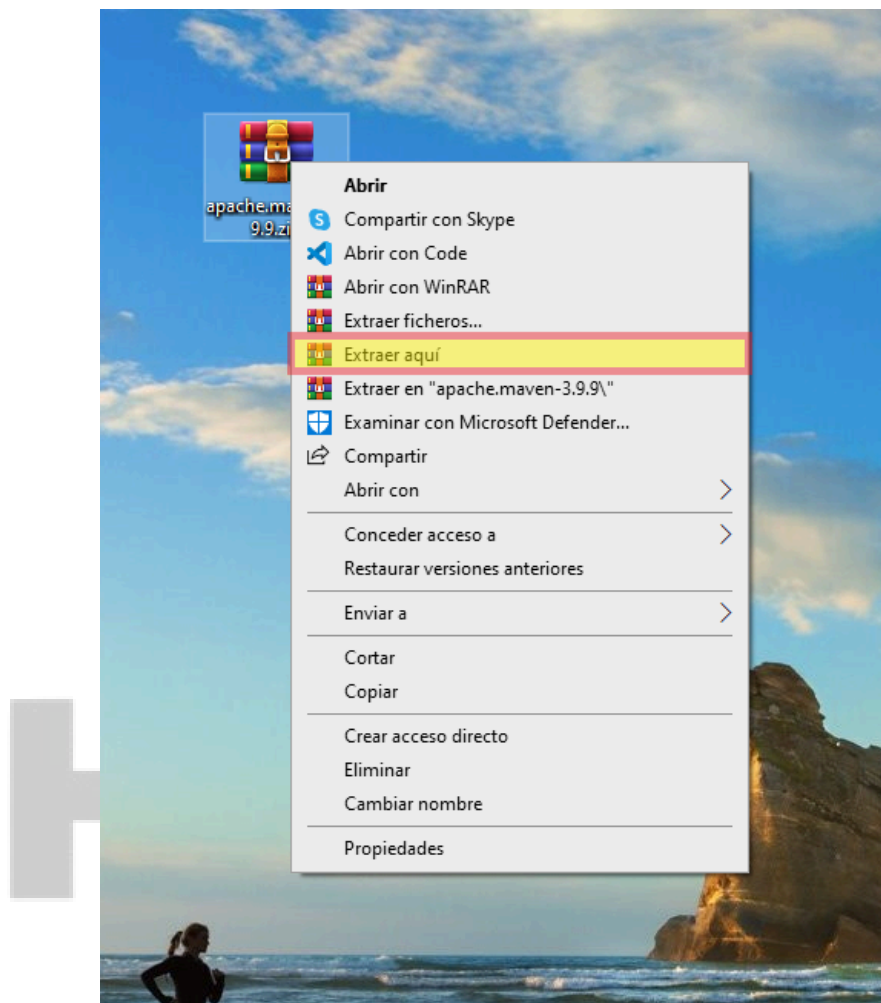 apache.ma
9.9.zi
Abrir
Compartir con Skype
Abrir con Code
Abrir con WinRAR
Extraer ficheros...
Extraer aquí
Extraer en "apache.maven-3.9.9\"
Examinar con Microsoft Defender...
Compartir
Abrir con
Conceder acceso a
Restaurar versiones anteriores
Enviar a
Cortar
Copiar
Crear acceso directo
Eliminar
Cambiar nombre
Propiedades